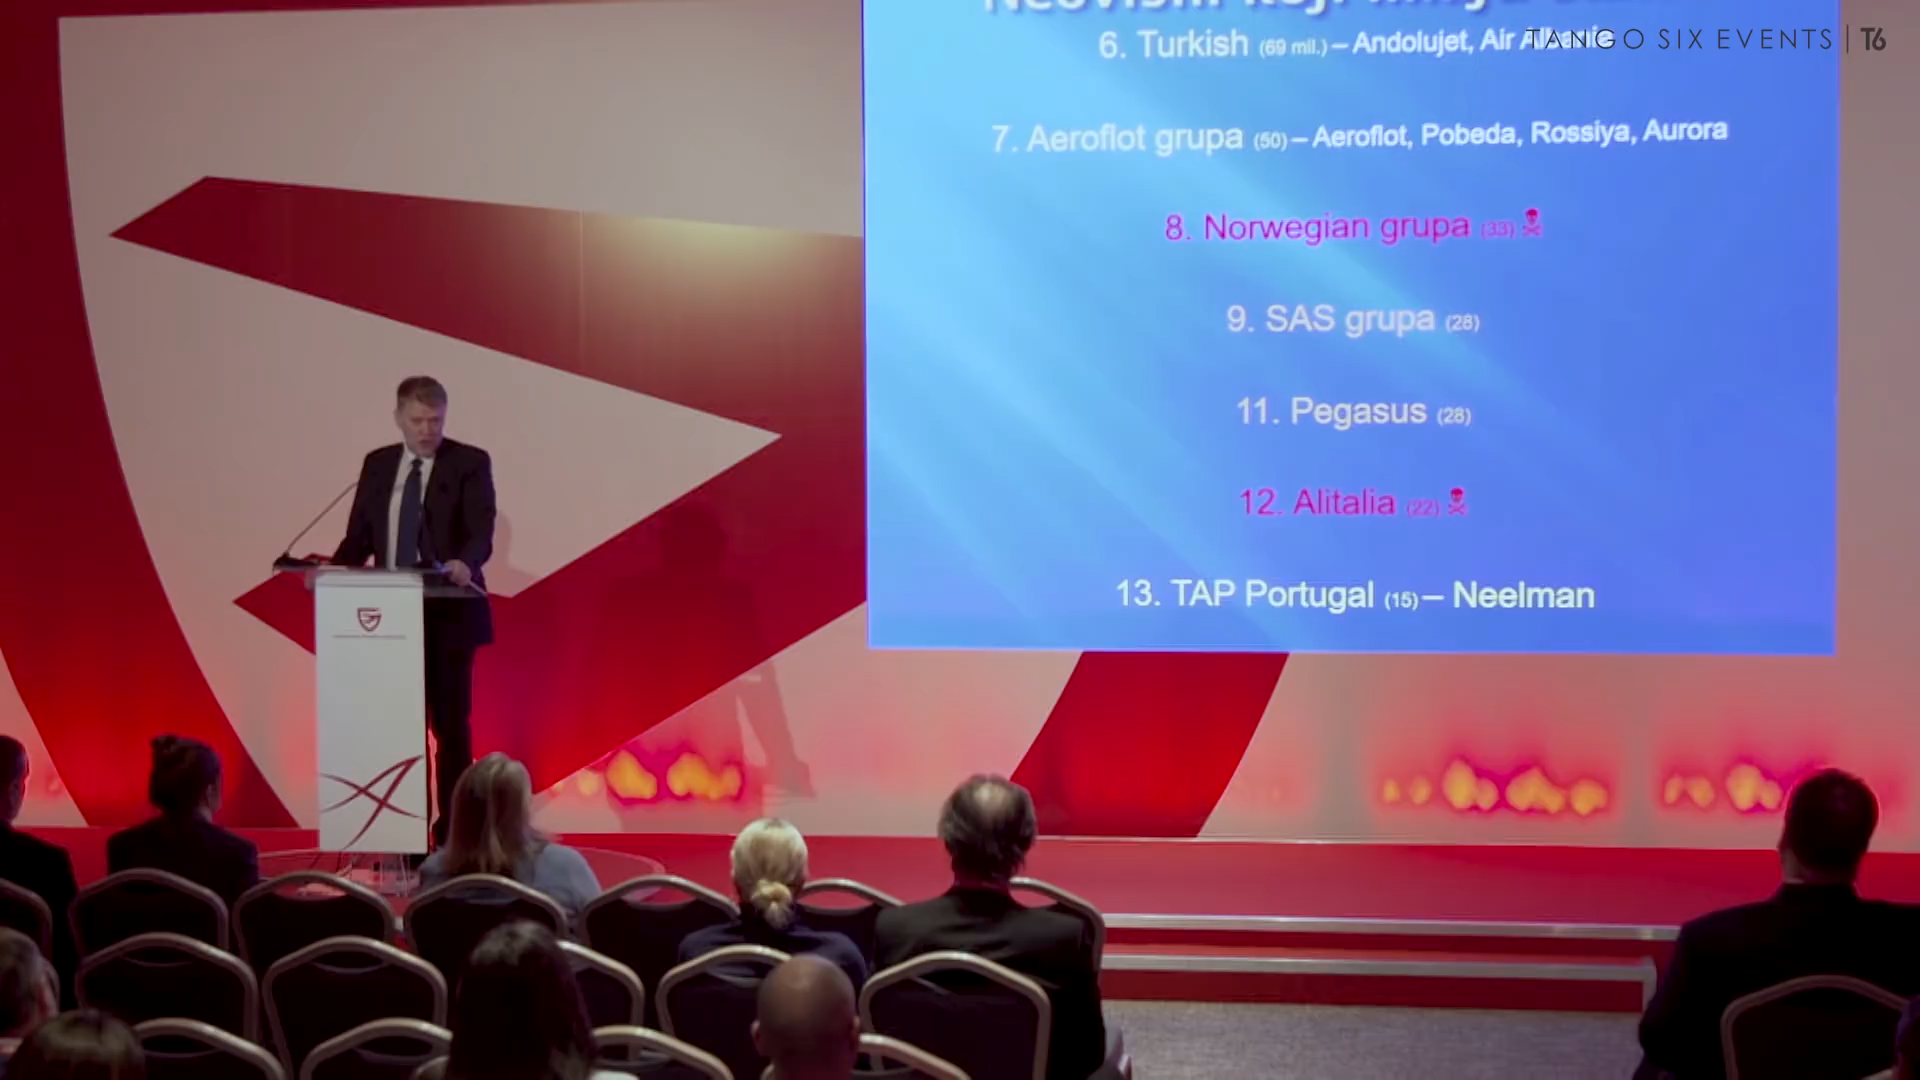 6. Turkish (69 mil.) – Andolujet, Air Albania
TANGO SIX EVENTS | T6
7. Aeroflot grupa (50) – Aeroflot, Pobeda, Rossiya, Aurora
8. Norwegian grupa (33)
9. SAS grupa (28)
11. Pegasus (28)
12. Alitalia (22)
13. TAP Portugal (15) – Neelman